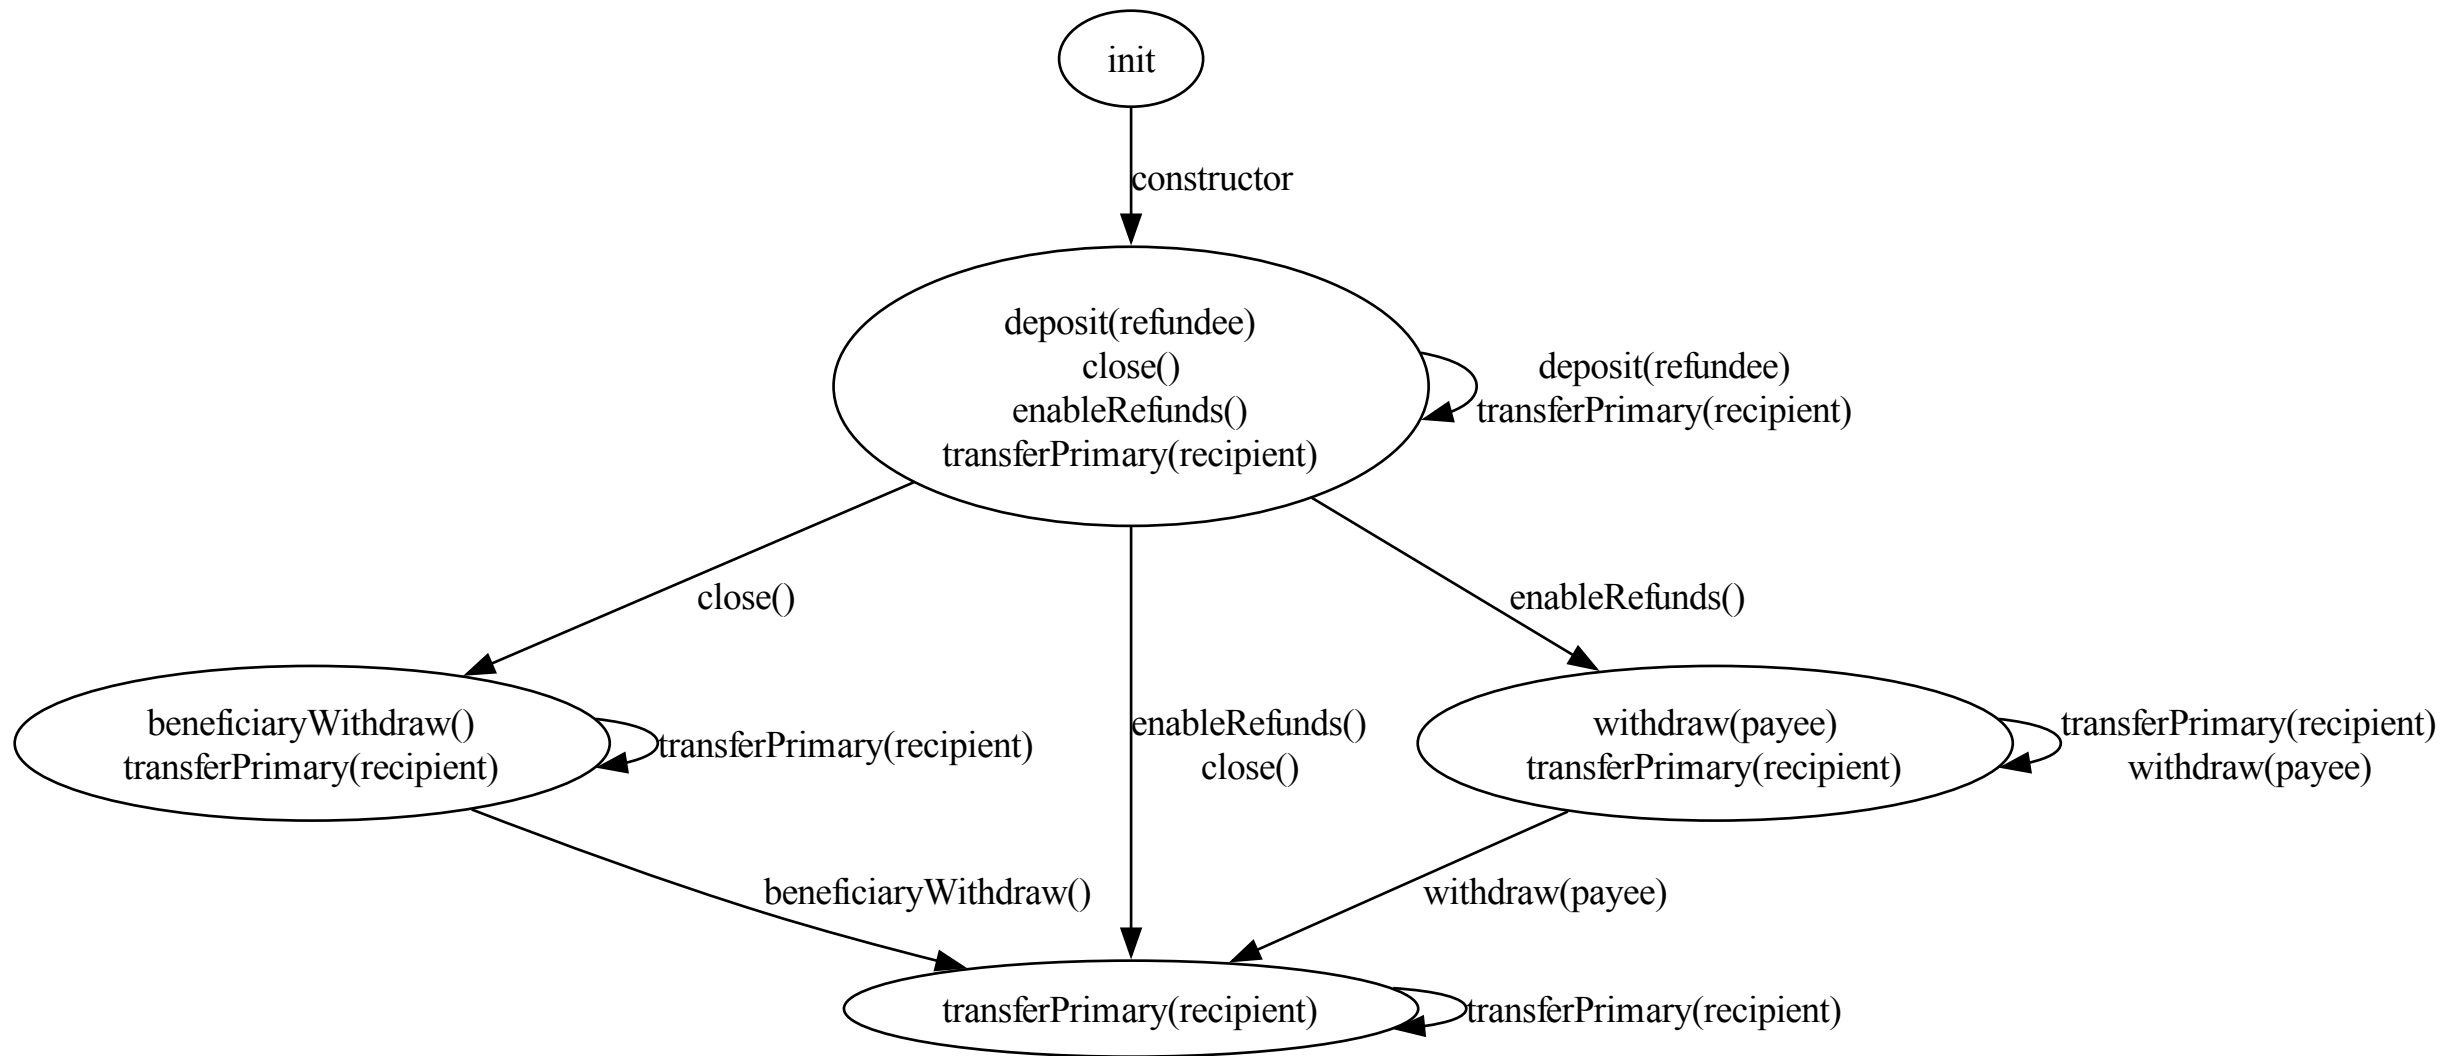 init
constructor
deposit(refundee)
close()
enableRefunds()
transferPrimary(recipient)
deposit(refundee)
transferPrimary(recipient)
close()
enableRefunds()
beneficiaryWithdraw()
transferPrimary(recipient)
transferPrimary(recipient)
enableRefunds()
close()
withdraw(payee)
transferPrimary(recipient)
transferPrimary(recipient)
withdraw(payee)
beneficiaryWithdraw()
withdraw(payee)
transferPrimary(recipient)
transferPrimary(recipient)